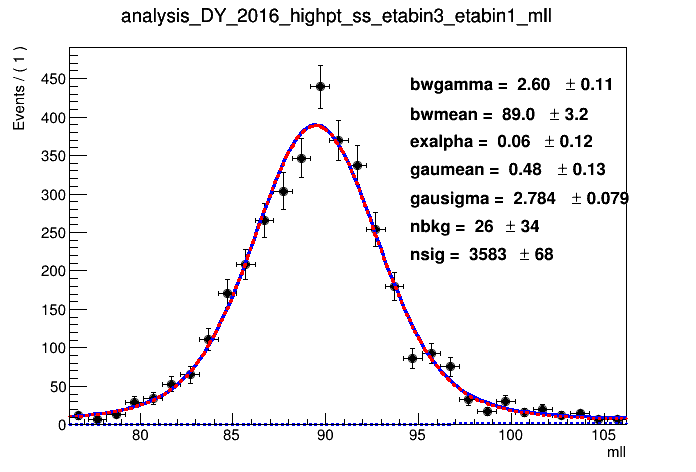 analysis_DY_2016_highpt_ss_etabin3_etabin1_mll
Events / ( 1 )
450
400
350
300
250
200
150
100
50
0
bwgamma = 2.60 ± 0.11
bwmean = 89.0 ± 3.2
exalpha = 0.06 ± 0.12
gaumean = 0.48 ± 0.13
gausigma = 2.784 ± 0.079
nbkg = 26 ± 34
nsig = 3583 ± 68
80 85 90 95 100 105
mll